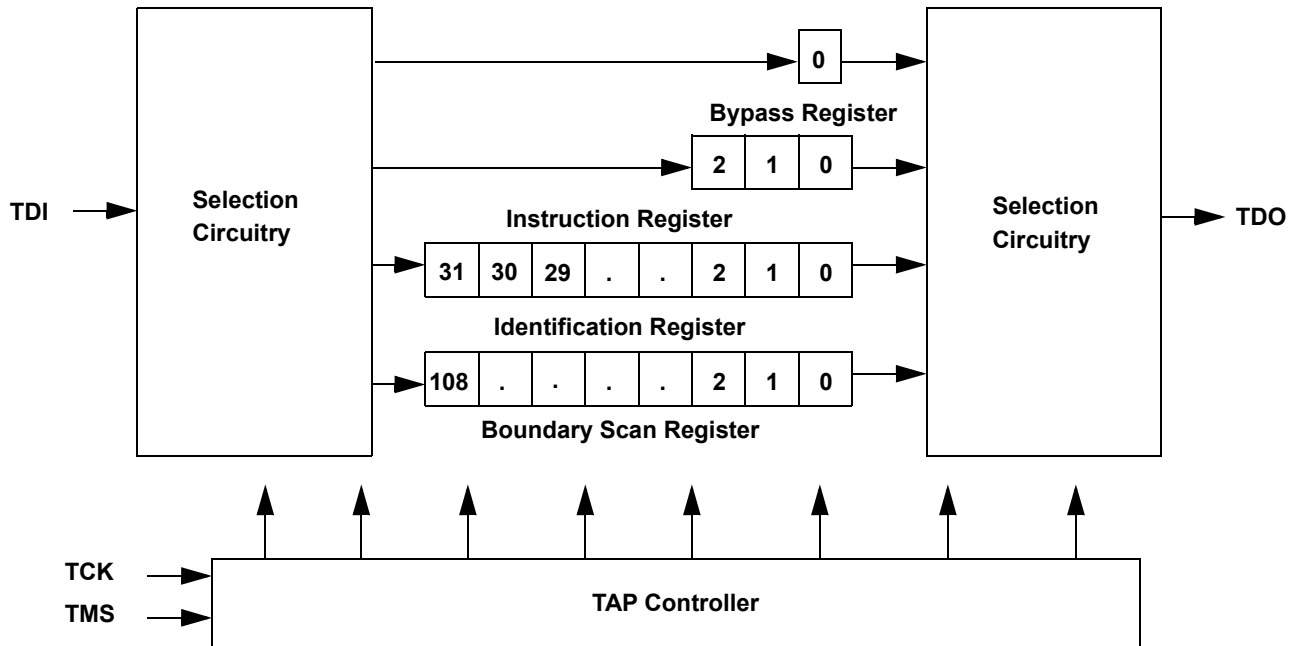 0
Bypass Register
2 1 0
TDI
Selection
Circuitry
Selection
Circuitry
TDO
Instruction Register
31 30 29 . . 2 1 0
Identification Register
108 . . . . 2 1 0
Boundary Scan Register
TCK
TMS
TAP Controller